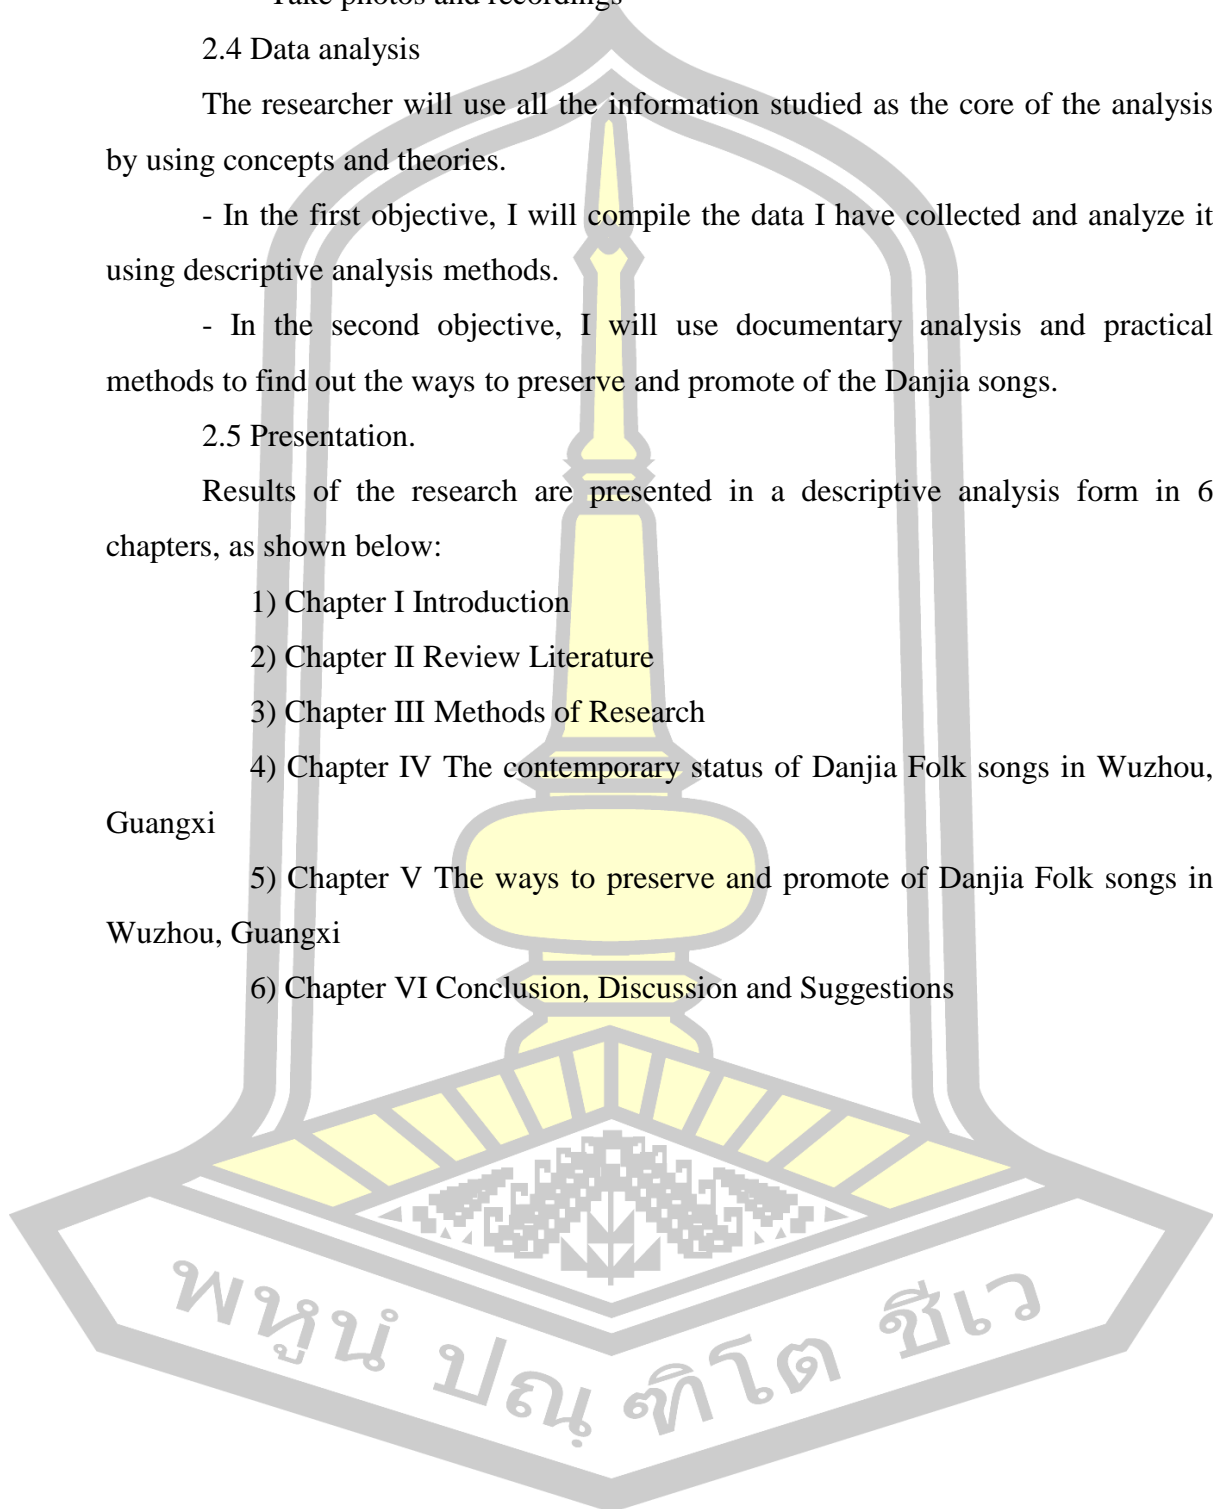 Take photos and recordings
2.4 Data analysis
The researcher will use all the information studied as the core of the analysis
by using concepts and theories.
- In the first objective, I will compile the data I have collected and analyze it
using descriptive analysis methods.
- In the second objective, I will use documentary analysis and practical
methods to find out the ways to preserve and promote of the Danjia songs.
2.5 Presentation.
Results of the research are presented in a descriptive analysis form in 6
chapters, as shown below:
1) Chapter I Introduction
2) Chapter II Review Literature
3) Chapter III Methods of Research
4) Chapter IV The contemporary status of Danjia Folk songs in Wuzhou,
Guangxi
5) Chapter V The ways to preserve and promote of Danjia Folk songs in
Wuzhou, Guangxi
6) Chapter VI Conclusion, Discussion and Suggestions
พหูนํ ปณฺฑิโต ชีเว